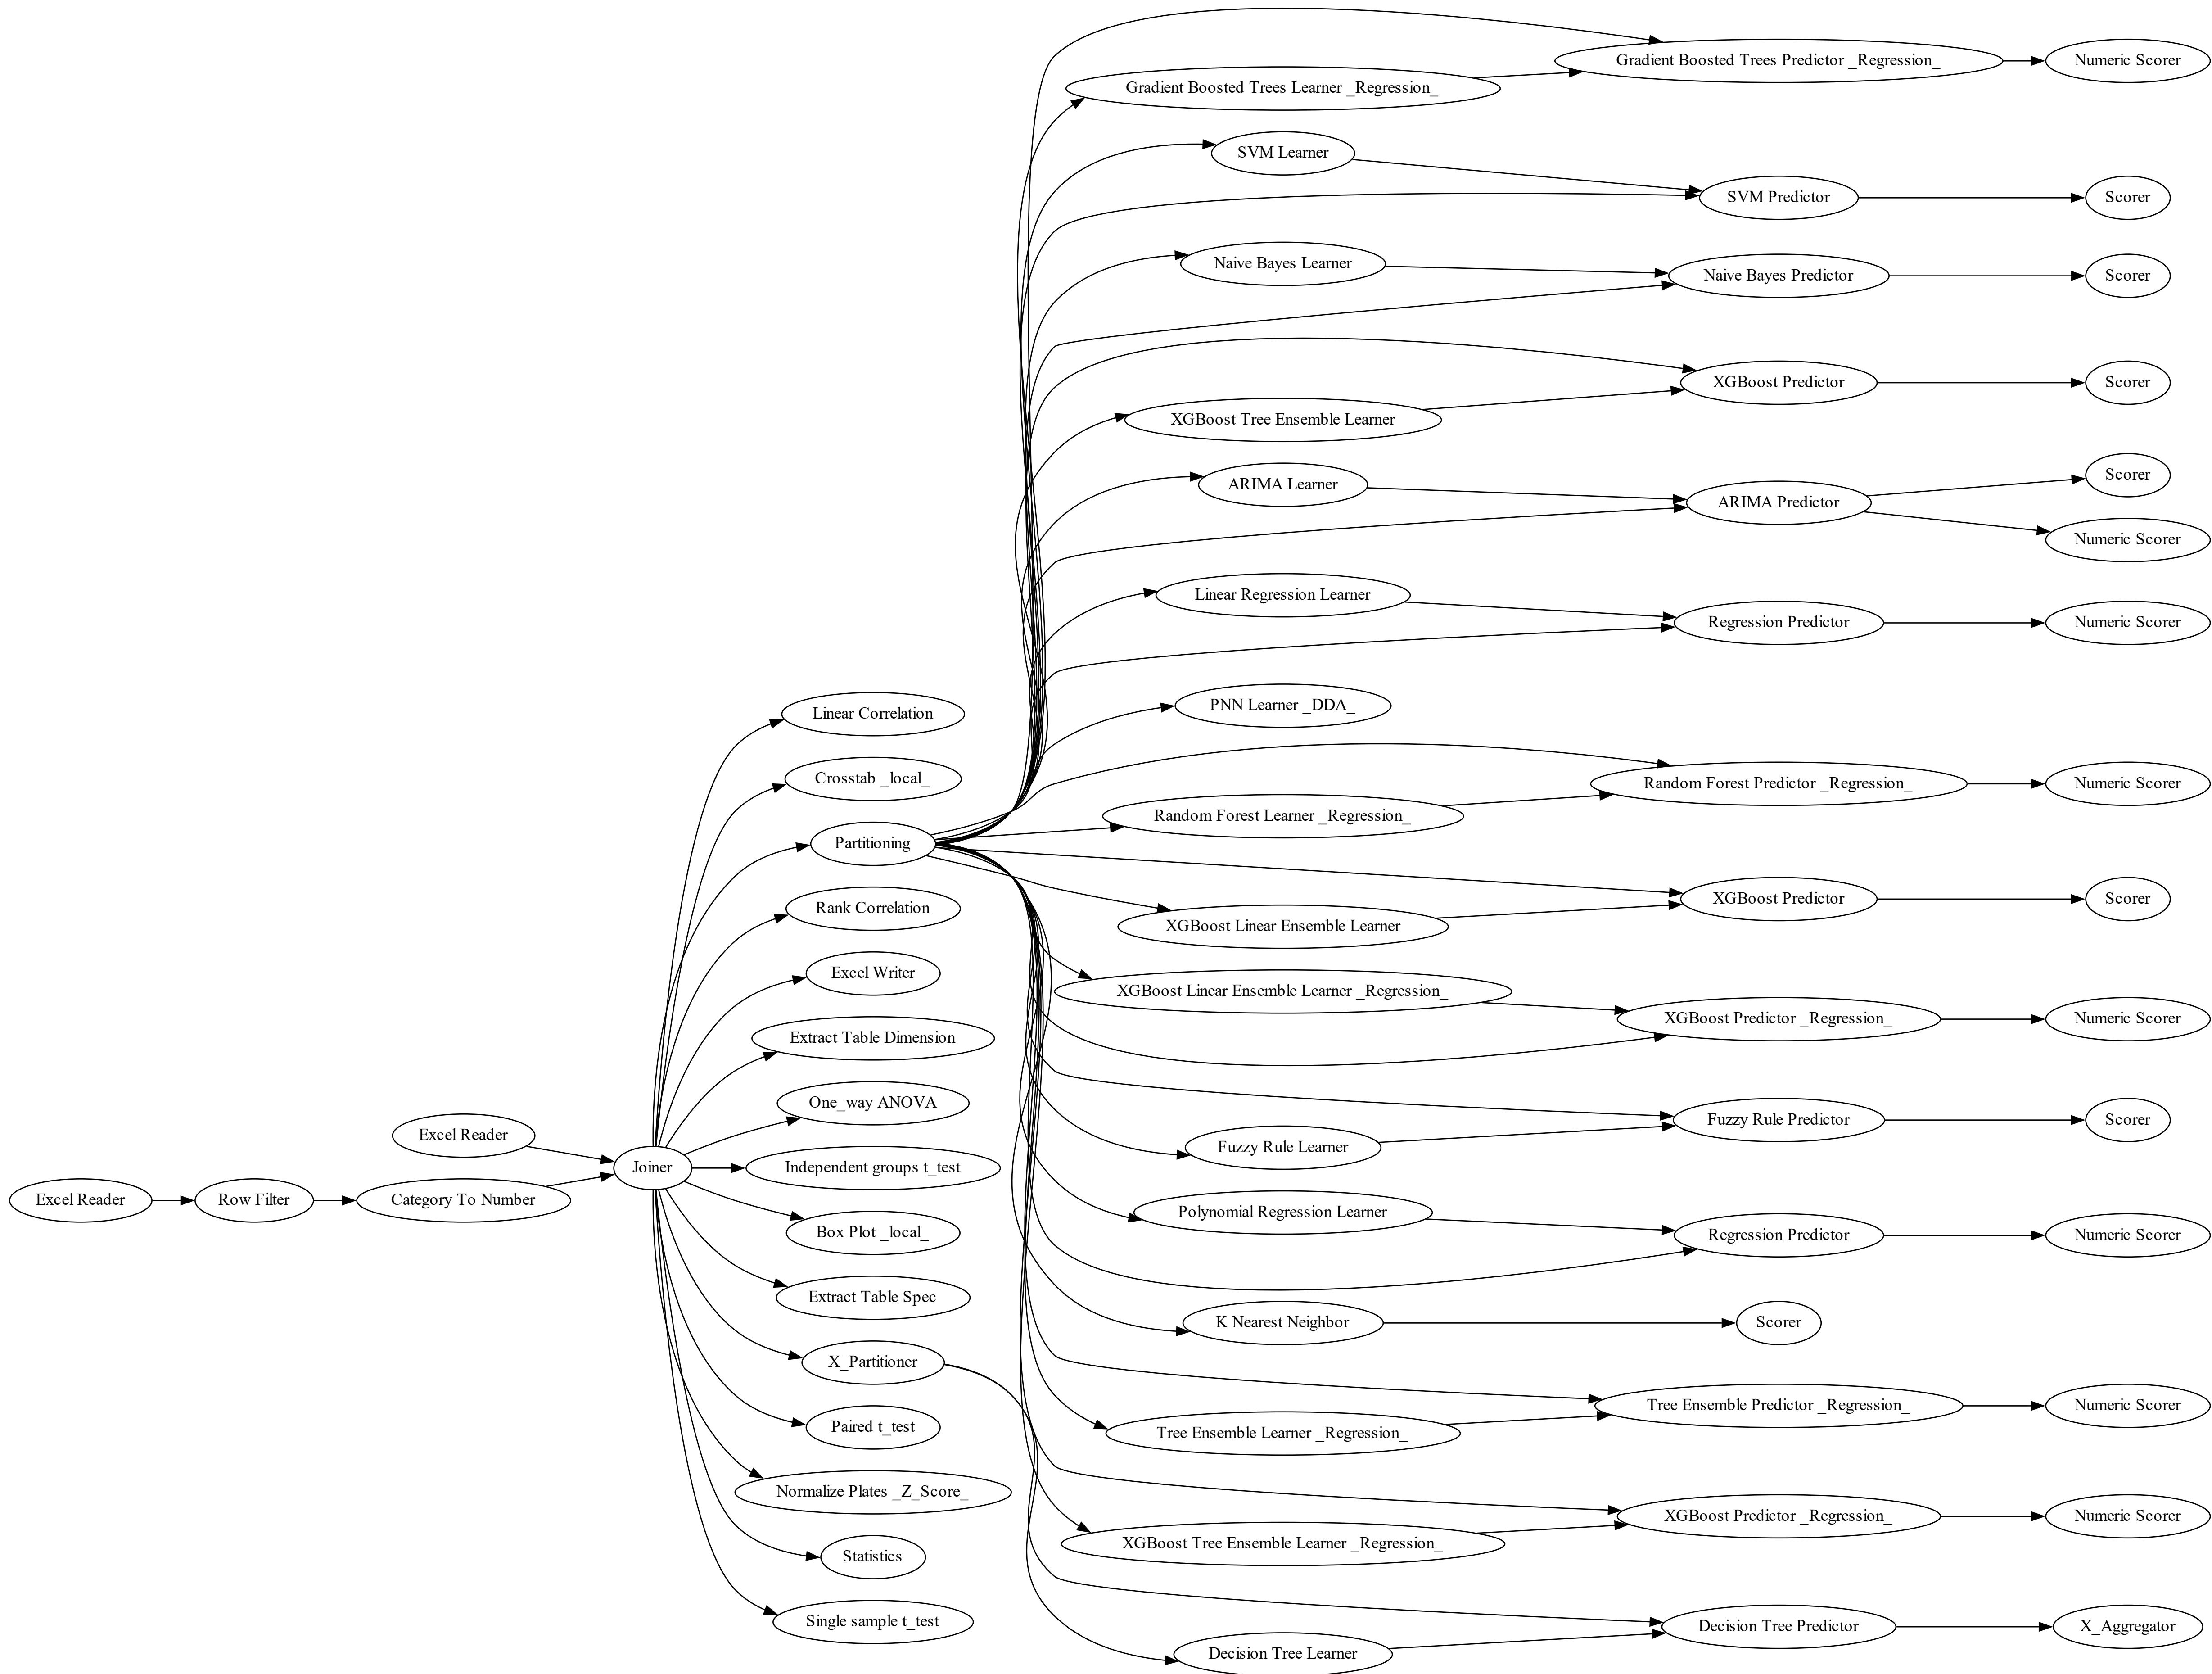 Gradient Boosted Trees Predictor _Regression_
Numeric Scorer
Gradient Boosted Trees Learner _Regression_
SVM Learner
SVM Predictor
Scorer
Naive Bayes Learner
Naive Bayes Predictor
Scorer
XGBoost Predictor
Scorer
XGBoost Tree Ensemble Learner
ARIMA Learner
ARIMA Predictor
Scorer
Numeric Scorer
Linear Regression Learner
Regression Predictor
Numeric Scorer
PNN Learner _DDA_
Linear Correlation
Crosstab _local_
Random Forest Predictor _Regression_
Numeric Scorer
Random Forest Learner _Regression_
Partitioning
Rank Correlation
XGBoost Predictor
Scorer
XGBoost Linear Ensemble Learner
Excel Writer
XGBoost Linear Ensemble Learner _Regression_
XGBoost Predictor _Regression_
Numeric Scorer
Extract Table Dimension
One_way ANOVA
Fuzzy Rule Predictor
Scorer
Excel Reader
Fuzzy Rule Learner
Joiner
Independent groups t_test
Excel Reader
Row Filter
Category To Number
Polynomial Regression Learner
Box Plot _local_
Regression Predictor
Numeric Scorer
Extract Table Spec
K Nearest Neighbor
Scorer
X_Partitioner
Tree Ensemble Predictor _Regression_
Numeric Scorer
Paired t_test
Tree Ensemble Learner _Regression_
Normalize Plates _Z_Score_
XGBoost Predictor _Regression_
Numeric Scorer
XGBoost Tree Ensemble Learner _Regression_
Statistics
Single sample t_test
Decision Tree Predictor
X_Aggregator
Decision Tree Learner